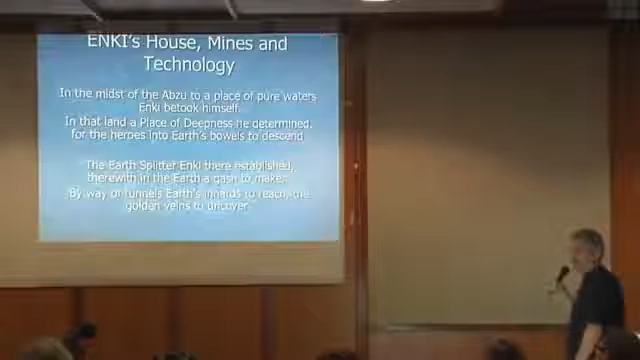 ENKI's House, Mines and
Technology
In the midst of the Abzu to a place of pure waters
Enki betook himself.
In that land a Place of Deepness he determined,
for the heroes into Earth's bowels to descend
The Earth Splitter Enki there established,
therewith in the Earth a gash to make,
By way of tunnels Earth's innards to reach, the
golden veins to uncover.